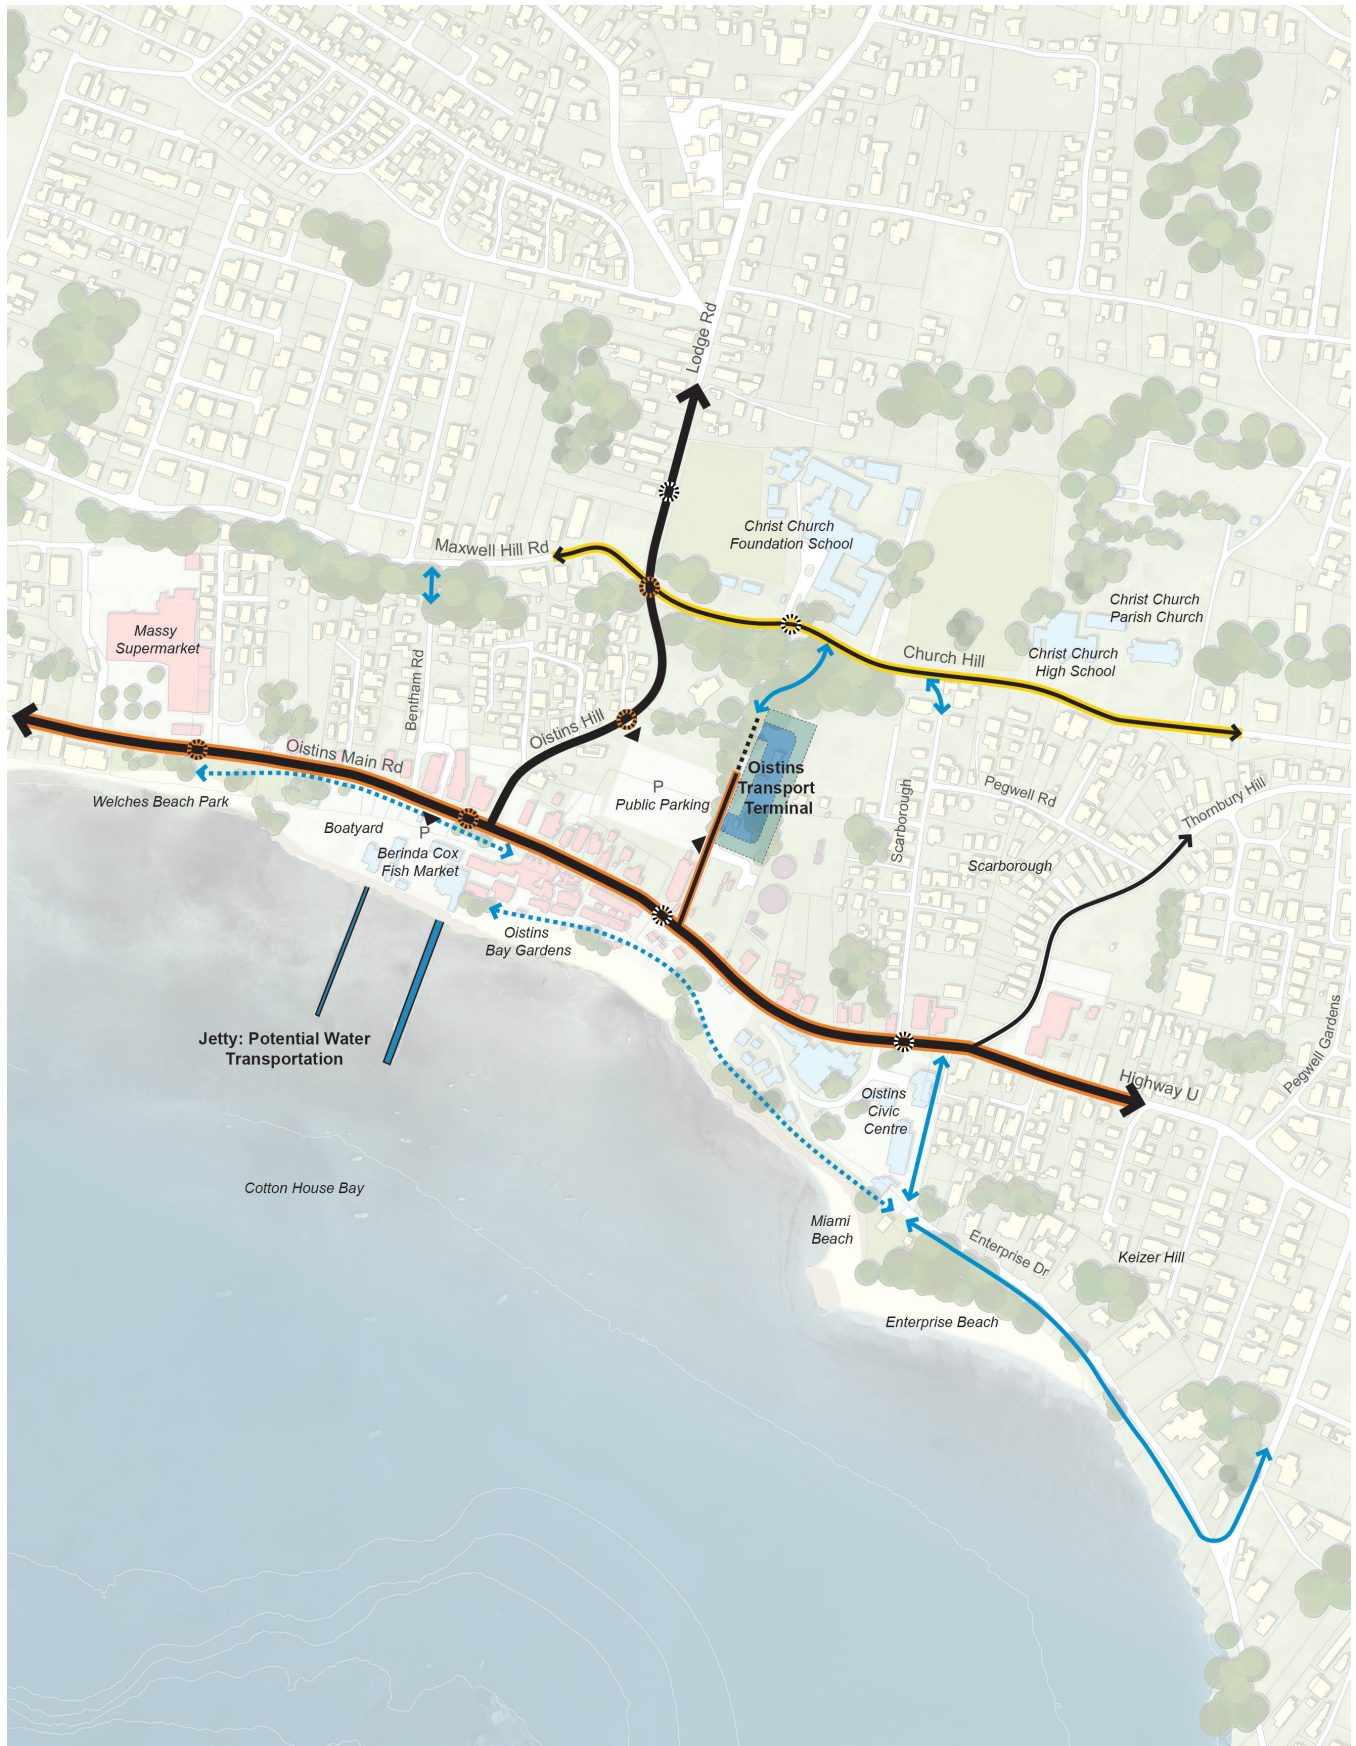 Lodge Rd
Christ Church
Foundation School
Maxwell Hill Rd
Christ Church
Parish Church
Massy
Supermarket
Church Hill
Christ Church
High School
Bentham Rd
Oistins Hill
Oistins Main Rd
Oistins
Transport
Terminal
P
Public Parking
Pegwell Rd
Thornbury Hill
Welches Beach Park
Boatyard
P
Berinda Cox
Fish Market
Scarborough
Scarborough
Oistins
Bay Gardens
Jetty: Potential Water
Transportation
Pegwell Gardens
Highway U
Oistins
Civic
Centre
Cotton House Bay
Miami
Beach
Enterprise Dr
Keizer Hill
Enterprise Beach